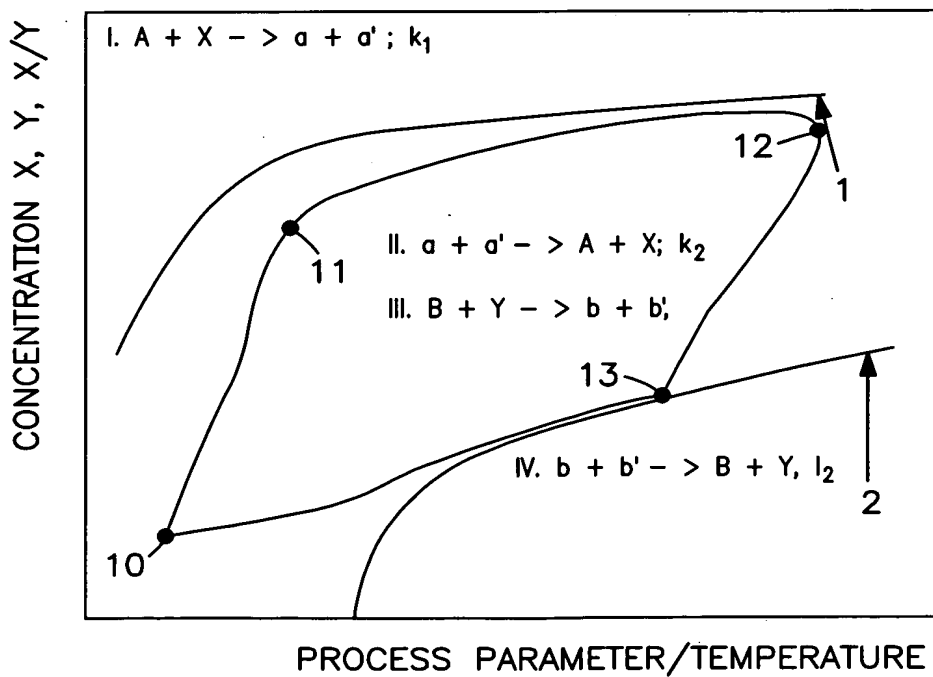 CONCENTRATION X, Y, X/Y
I. A + X – > a + a' ; k₁
12
1
11
II. a + a' – > A + X; k₂
III. B + Y – > b + b',
13
IV. b + b' – > B + Y, l₂
2
10
PROCESS PARAMETER/TEMPERATURE